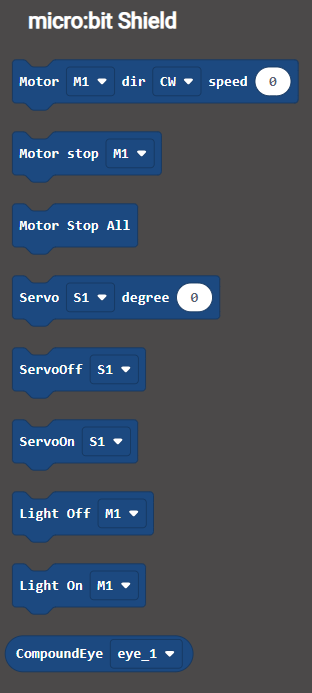 micro:bit Shield
Motor M1 dir CW speed 0
Motor stop M1
Motor Stop All
Servo S1 degree 0
ServoOff S1
ServoOn S1
Light Off M1
Light On M1
CompoundEye eye_1